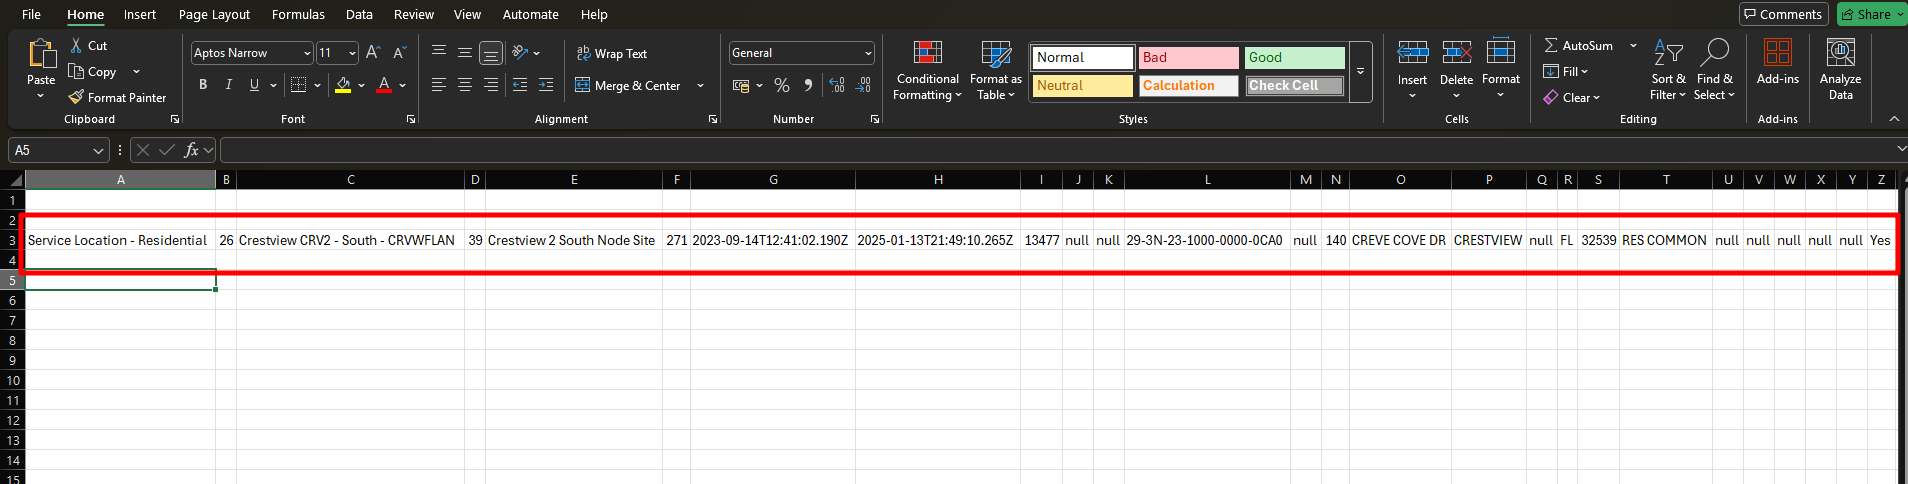 File Home Insert Page Layout Formulas Data Review View Automate Help Comments Share
Paste Cut Copy Format Painter Clipboard
Aptos Narrow 11 A A B I U A Font
ab Wrap Text Merge & Center Alignment
General % Number
Conditional Formatting Format as Table Normal Bad Good Neutral Calculation Check Cell Styles
Insert Delete Format Cells
AutoSum Fill Clear Sort & Filter Find & Select Editing
Add-ins Add-ins
Analyze Data
A5 fx
A B C D E F G H I J K L M N O P Q R S T U V W X Y Z
1
2
3 Service Location - Residential 26 Crestview CRV2 - South - CRVWFLAN 39 Crestview 2 South Node Site 271 2023-09-14T12:41:02.190Z 2025-01-13T21:49:10.265Z 13477 null null 29-3N-23-1000-0000-0CA0 null 140 CREVE COVE DR CRESTVIEW null FL 32539 RES COMMON null null null null null Yes
4
5
6
7
8
9
10
11
12
13
14
15